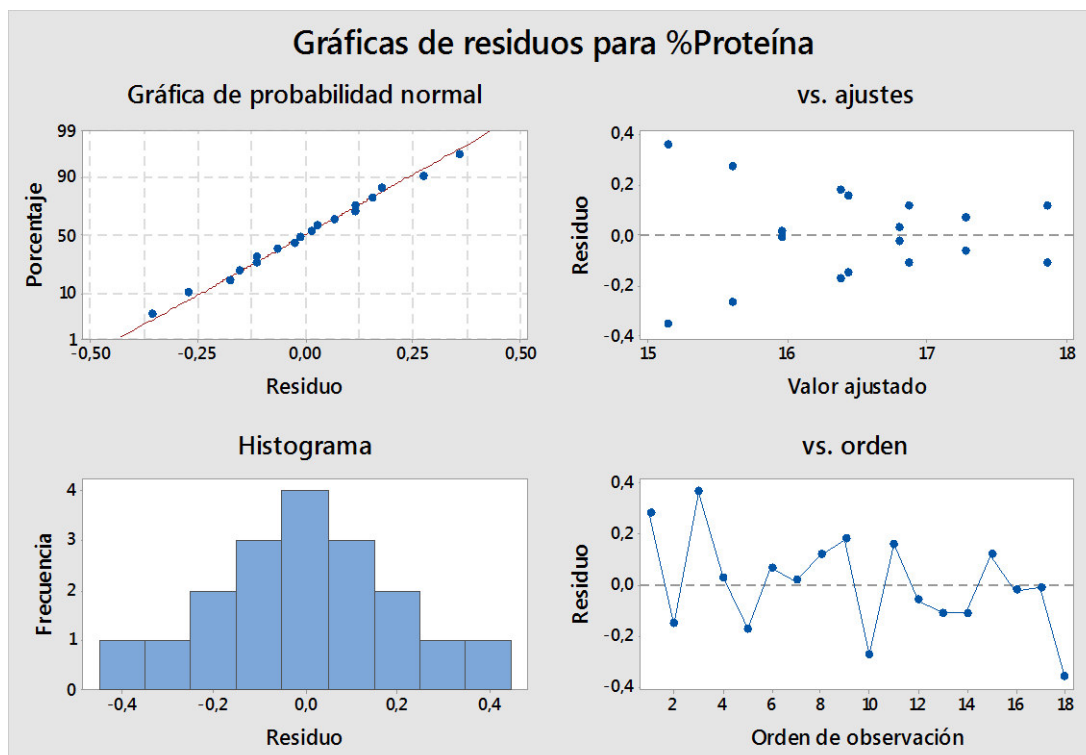 Gráficas de residuos para %Proteína
Gráfica de probabilidad normal
99
90
50
10
1
Porcentaje
-0,50 -0,25 0,00 0,25 0,50
Residuo
vs. ajustes
0,4
0,2
0,0
-0,2
-0,4
Residuo
15 16 17 18
Valor ajustado
Histograma
4
3
2
1
0
Frecuencia
-0,4 -0,2 0,0 0,2 0,4
Residuo
vs. orden
0,4
0,2
0,0
-0,2
-0,4
Residuo
2 4 6 8 10 12 14 16 18
Orden de observación